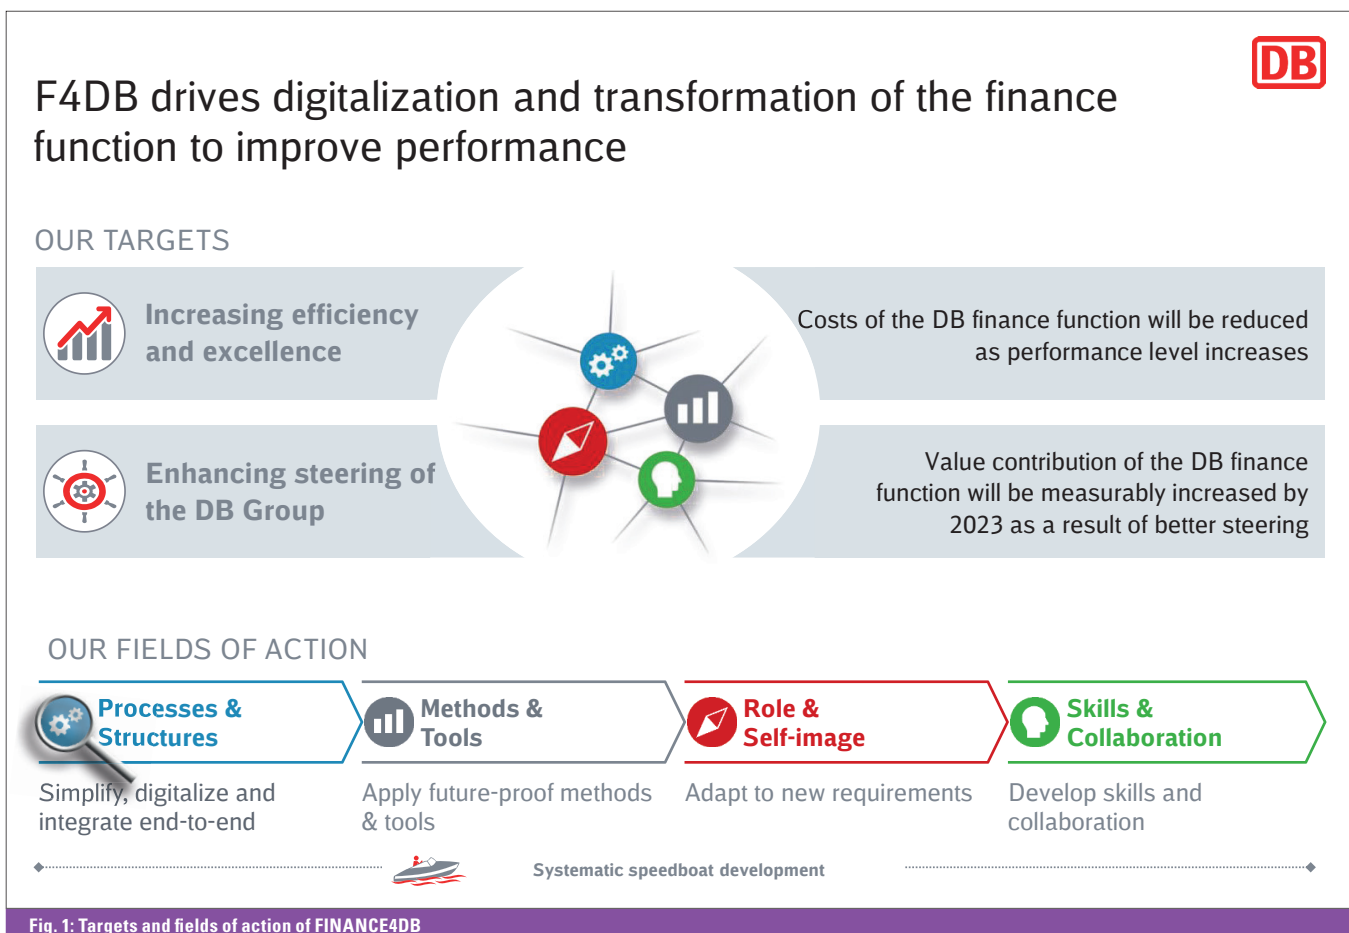 DB
F4DB drives digitalization and transformation of the finance
function to improve performance
OUR TARGETS
Increasing efficiency
and excellence
Costs of the DB finance function will be reduced
as performance level increases
Enhancing steering of
the DB Group
Value contribution of the DB finance
function will be measurably increased by
2023 as a result of better steering
OUR FIELDS OF ACTION
Processes &
Structures
Simplify, digitalize and
integrate end-to-end
Methods &
Tools
Apply future-proof methods
& tools
Role &
Self-image
Adapt to new requirements
Skills &
Collaboration
Develop skills and
collaboration
Systematic speedboat development
Fig. 1: Targets and fields of action of FINANCE4DB